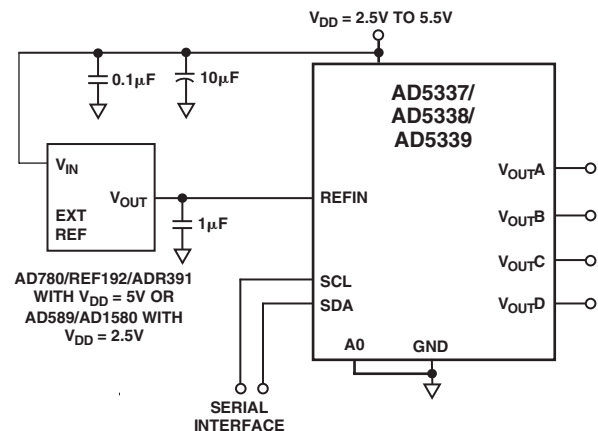 V_DD = 2.5V TO 5.5V
0.1μF
10μF
AD5337/
AD5338/
AD5339
V_IN
V_OUT
EXT
REF
1μF
REFIN
SCL
SDA
A0
GND
V_OUTA
V_OUTB
V_OUTC
V_OUTD
AD780/REF192/ADR391
WITH V_DD = 5V OR
AD589/AD1580 WITH
V_DD = 2.5V
SERIAL
INTERFACE